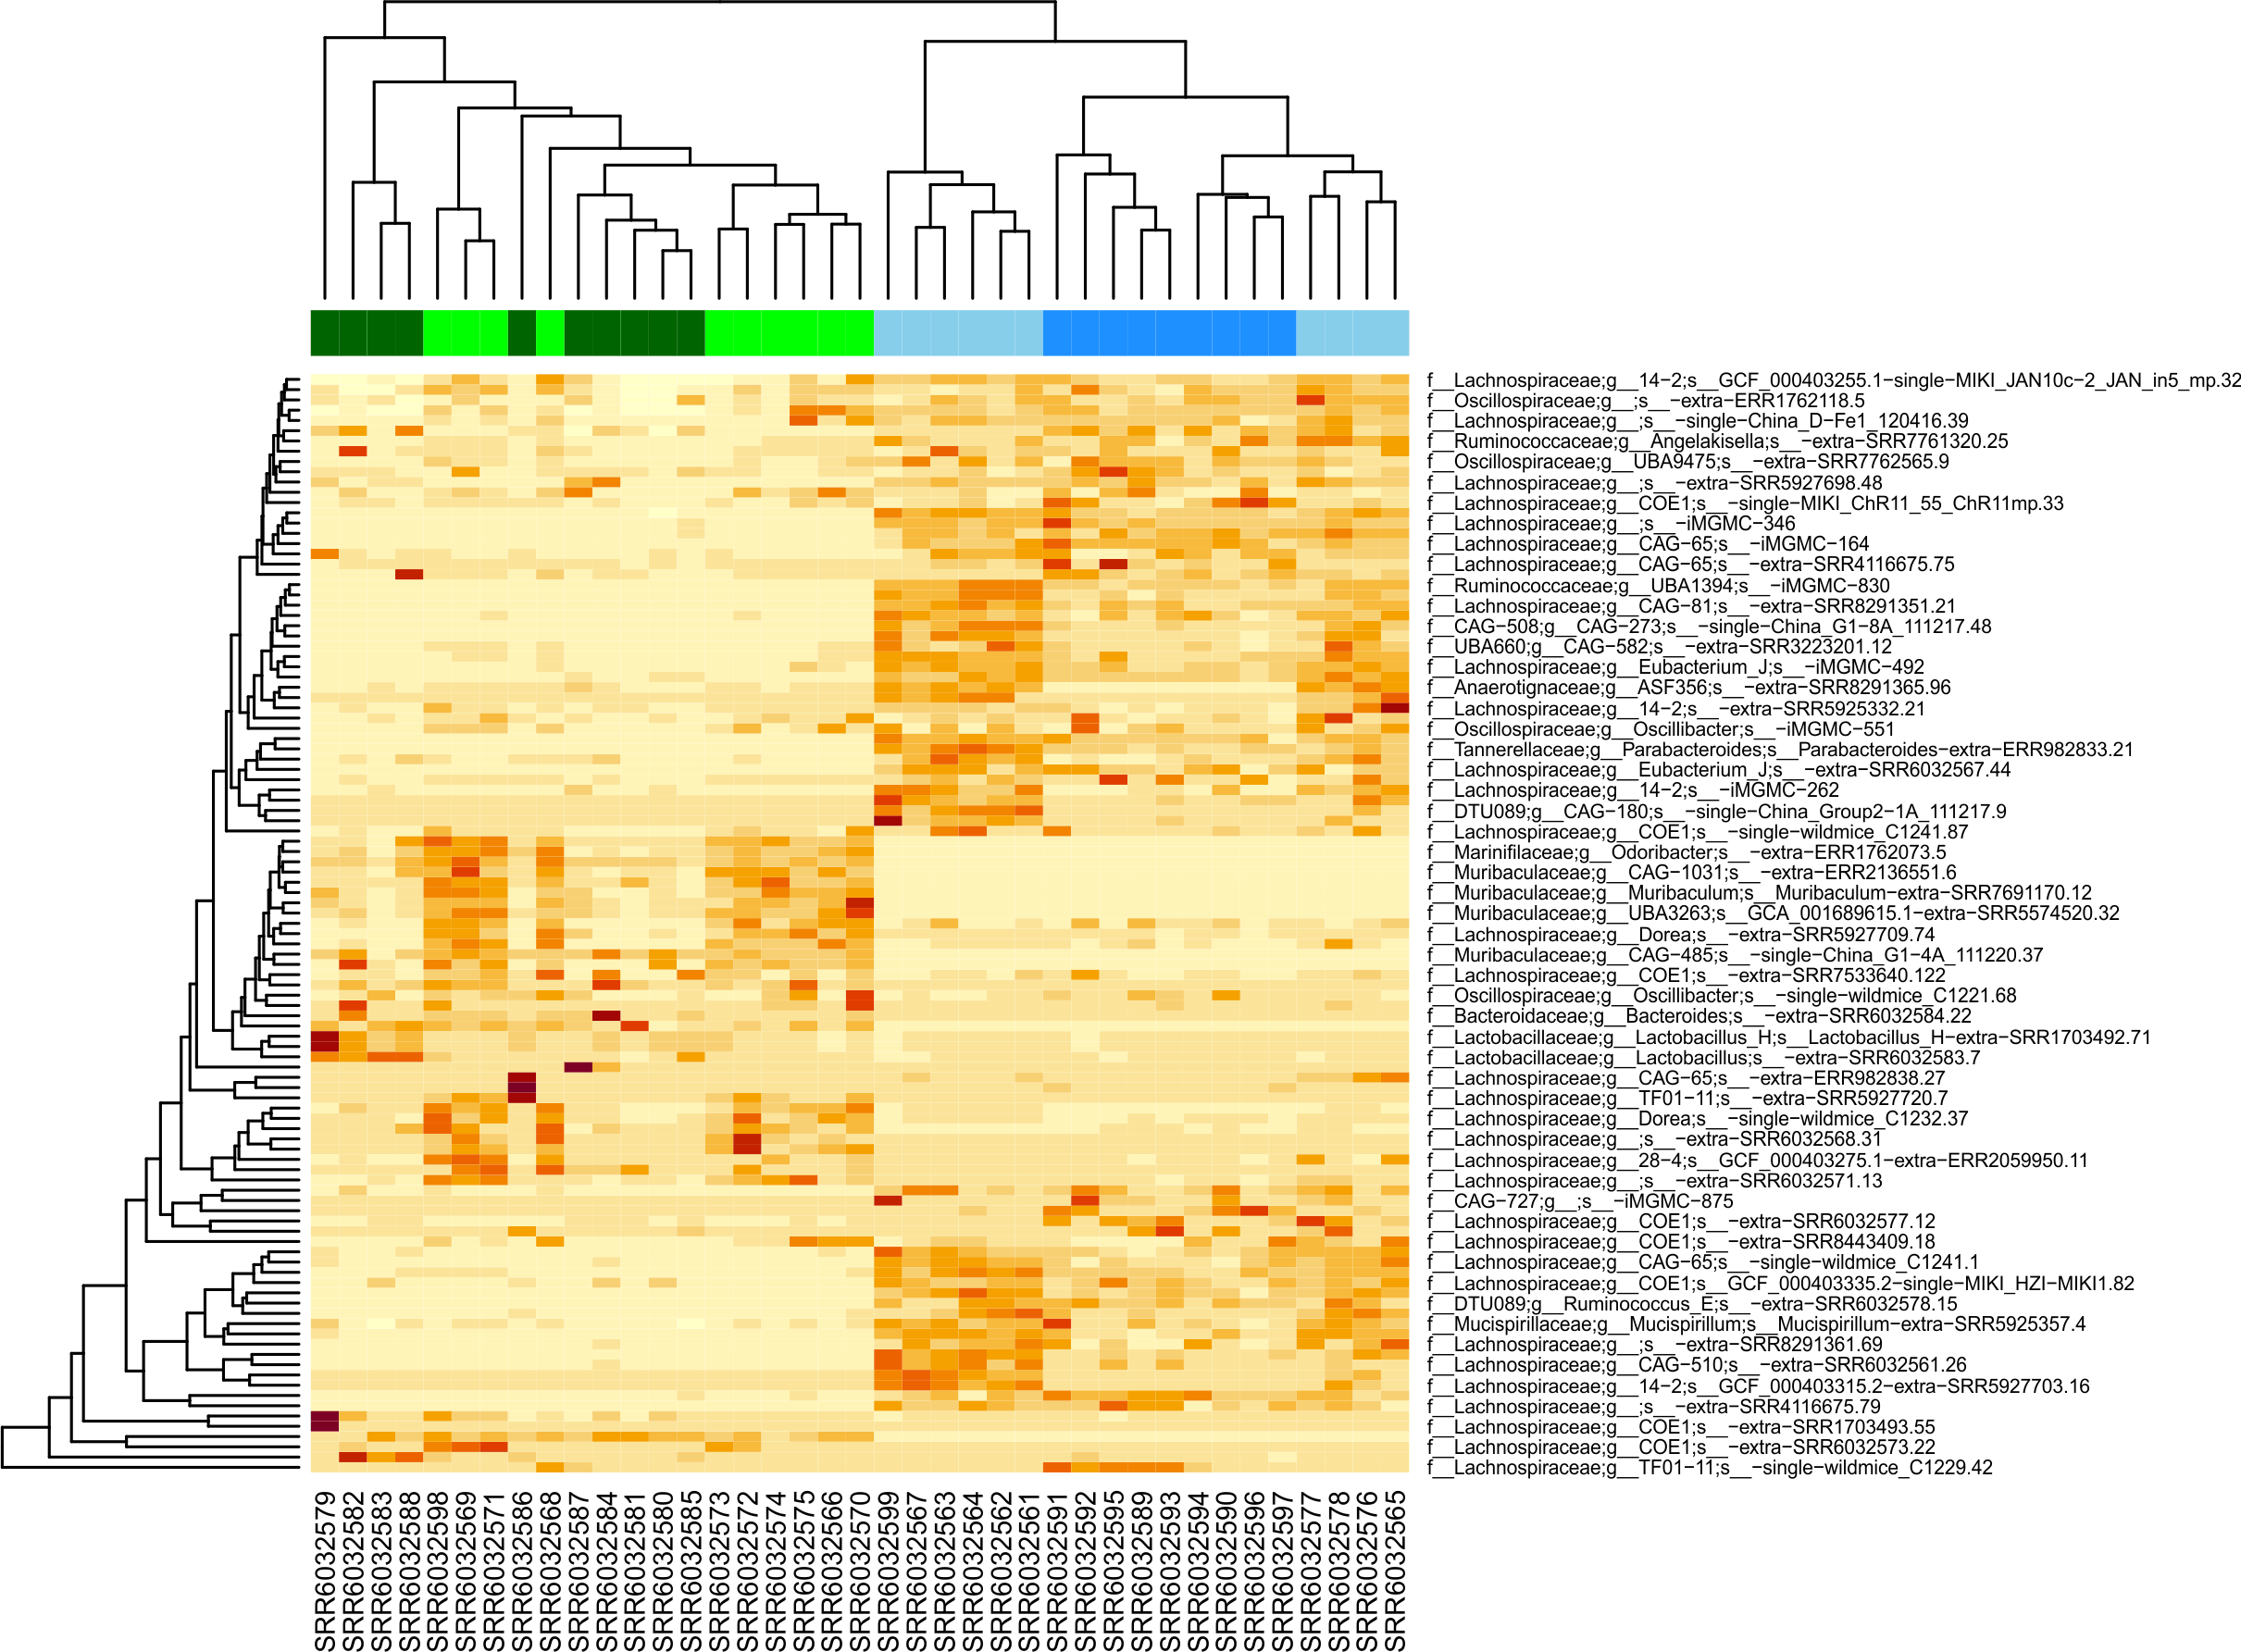 f__Lachnospiraceae;g__14−2;s__GCF_000403255.1−single−MIKI_JAN10c−2_JAN_in5_mp.32
f__Oscillospiraceae;g__;s__−extra−ERR1762118.5
f__Lachnospiraceae;g__;s__−single−China_D−Fe1_120416.39
f__Ruminococcaceae;g__Angelakisella;s__−extra−SRR7761320.25
f__Oscillospiraceae;g__UBA9475;s__−extra−SRR7762565.9
f__Lachnospiraceae;g__;s__−extra−SRR5927698.48
f__Lachnospiraceae;g__COE1;s__−single−MIKI_ChR11_55_ChR11mp.33
f__Lachnospiraceae;g__;s__−iMGMC−346
f__Lachnospiraceae;g__CAG−65;s__−iMGMC−164
f__Lachnospiraceae;g__CAG−65;s__−extra−SRR4116675.75
f__Ruminococcaceae;g__UBA1394;s__−iMGMC−830
f__Lachnospiraceae;g__CAG−81;s__−extra−SRR8291351.21
f__CAG−508;g__CAG−273;s__−single−China_G1−8A_111217.48
f__UBA660;g__CAG−582;s__−extra−SRR3223201.12
f__Lachnospiraceae;g__Eubacterium_J;s__−iMGMC−492
f__Anaerotignaceae;g__ASF356;s__−extra−SRR8291365.96
f__Lachnospiraceae;g__14−2;s__−extra−SRR5925332.21
f__Oscillospiraceae;g__Oscillibacter;s__−iMGMC−551
f__Tannerellaceae;g__Parabacteroides;s__Parabacteroides−extra−ERR982833.21
f__Lachnospiraceae;g__Eubacterium_J;s__−extra−SRR6032567.44
f__Lachnospiraceae;g__14−2;s__−iMGMC−262
f__DTU089;g__CAG−180;s__−single−China_Group2−1A_111217.9
f__Lachnospiraceae;g__COE1;s__−single−wildmice_C1241.87
f__Marinifilaceae;g__Odoribacter;s__−extra−ERR1762073.5
f__Muribaculaceae;g__CAG−1031;s__−extra−ERR2136551.6
f__Muribaculaceae;g__Muribaculum;s__Muribaculum−extra−SRR7691170.12
f__Muribaculaceae;g__UBA3263;s__GCA_001689615.1−extra−SRR5574520.32
f__Lachnospiraceae;g__Dorea;s__−extra−SRR5927709.74
f__Muribaculaceae;g__CAG−485;s__−single−China_G1−4A_111220.37
f__Lachnospiraceae;g__COE1;s__−extra−SRR7533640.122
f__Oscillospiraceae;g__Oscillibacter;s__−single−wildmice_C1221.68
f__Bacteroidaceae;g__Bacteroides;s__−extra−SRR6032584.22
f__Lactobacillaceae;g__Lactobacillus_H;s__Lactobacillus_H−extra−SRR1703492.71
f__Lactobacillaceae;g__Lactobacillus;s__−extra−SRR6032583.7
f__Lachnospiraceae;g__CAG−65;s__−extra−ERR982838.27
f__Lachnospiraceae;g__TF01−11;s__−extra−SRR5927720.7
f__Lachnospiraceae;g__Dorea;s__−single−wildmice_C1232.37
f__Lachnospiraceae;g__;s__−extra−SRR6032568.31
f__Lachnospiraceae;g__28−4;s__GCF_000403275.1−extra−ERR2059950.11
f__Lachnospiraceae;g__;s__−extra−SRR6032571.13
f__CAG−727;g__;s__−iMGMC−875
f__Lachnospiraceae;g__COE1;s__−extra−SRR6032577.12
f__Lachnospiraceae;g__COE1;s__−extra−SRR8443409.18
f__Lachnospiraceae;g__CAG−65;s__−single−wildmice_C1241.1
f__Lachnospiraceae;g__COE1;s__GCF_000403335.2−single−MIKI_HZI−MIKI1.82
f__DTU089;g__Ruminococcus_E;s__−extra−SRR6032578.15
f__Mucispirillaceae;g__Mucispirillum;s__Mucispirillum−extra−SRR5925357.4
f__Lachnospiraceae;g__;s__−extra−SRR8291361.69
f__Lachnospiraceae;g__CAG−510;s__−extra−SRR6032561.26
f__Lachnospiraceae;g__14−2;s__GCF_000403315.2−extra−SRR5927703.16
f__Lachnospiraceae;g__;s__−extra−SRR4116675.79
f__Lachnospiraceae;g__COE1;s__−extra−SRR1703493.55
f__Lachnospiraceae;g__COE1;s__−extra−SRR6032573.22
f__Lachnospiraceae;g__TF01−11;s__−single−wildmice_C1229.42
SRR6032579
SRR6032582
SRR6032583
SRR6032588
SRR6032598
SRR6032569
SRR6032571
SRR6032586
SRR6032568
SRR6032587
SRR6032584
SRR6032581
SRR6032580
SRR6032585
SRR6032573
SRR6032572
SRR6032574
SRR6032575
SRR6032566
SRR6032570
SRR6032599
SRR6032567
SRR6032563
SRR6032564
SRR6032562
SRR6032561
SRR6032591
SRR6032592
SRR6032595
SRR6032589
SRR6032593
SRR6032594
SRR6032590
SRR6032596
SRR6032597
SRR6032577
SRR6032578
SRR6032576
SRR6032565